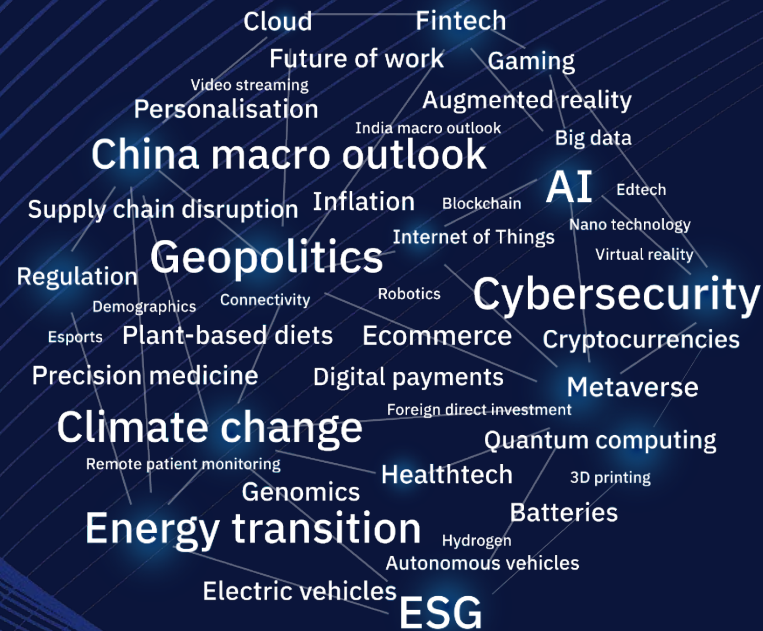 Cloud
Fintech
Future of work
Gaming
Video streaming
Personalisation
Augmented reality
India macro outlook
Big data
China macro outlook
AI
Edtech
Supply chain disruption
Inflation
Blockchain
Nano technology
Internet of Things
Geopolitics
Virtual reality
Regulation
Demographics
Connectivity
Robotics
Cybersecurity
Esports
Plant-based diets
Ecommerce
Cryptocurrencies
Precision medicine
Digital payments
Metaverse
Foreign direct investment
Climate change
Quantum computing
Remote patient monitoring
Healthtech
3D printing
Genomics
Batteries
Energy transition
Hydrogen
Autonomous vehicles
Electric vehicles
ESG